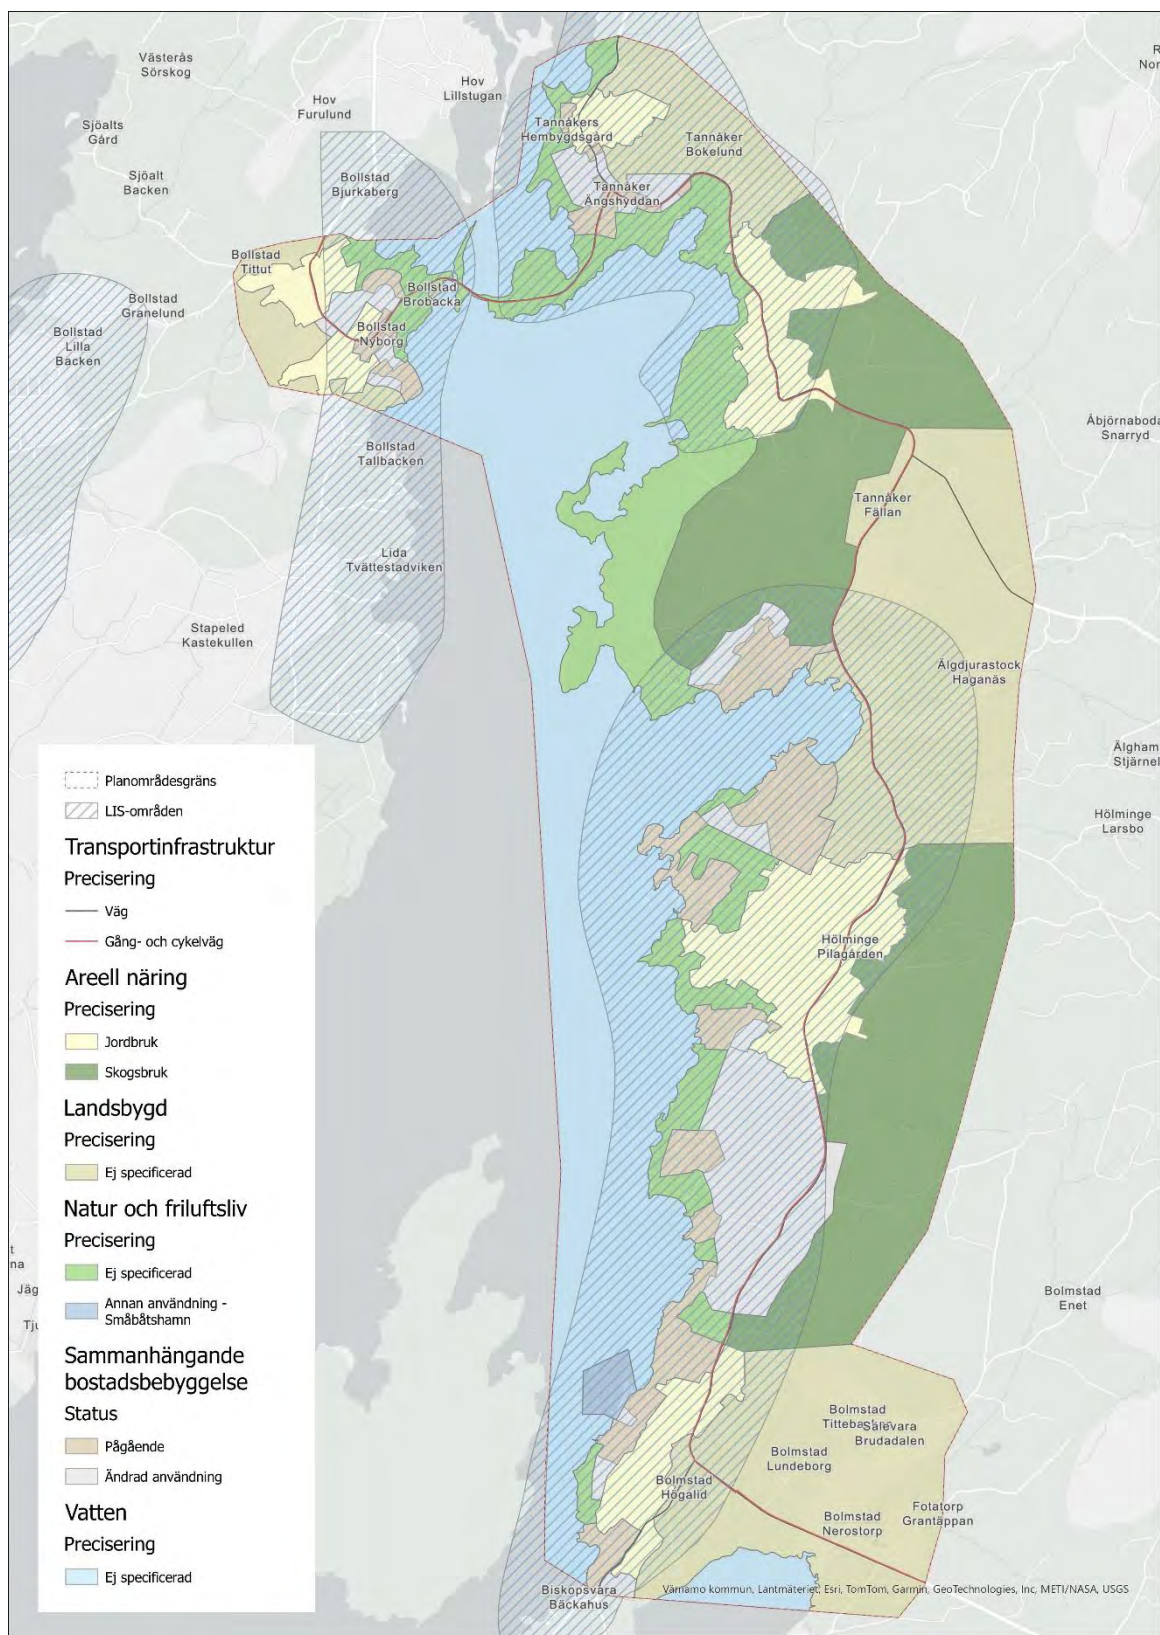 Västerås
Sörskog
Hov
Lillstugan
Hov
Furulund
Sjöalts
Gård
Sjöalt
Backen
Tannåkers
Hembygdsgård
Tannåker
Bokelund
Bollstad
Bjurkaberg
Tannåker
Ängshyddan
Bollstad
Tittut
Bollstad
Brobacka
Bollstad
Granelund
Bollstad
Nyborg
Bollstad
Lilla
Backen
Åbjörnaboda
Snarryd
Bollstad
Tallbacken
Tannåker
Fällan
Lida
Tvättestadviken
Stapeled
Kastekullen
Älgdjurastock
Haganäs
Hölminge
Larsbo
Hölminge
Pilagården
Bolmstad
Enet
Bolmstad
Brudadalen
Bolmstad
Lundeborg
Bolmstad
Högalid
Bolmstad
Nerostorp
Fotatorp
Grantäppan
Biskopsvara
Bäckahus
Planområdesgräns
LIS-områden
Transportinfrastruktur
Precisering
Väg
Gång- och cykelväg
Areell näring
Precisering
Jordbruk
Skogsbruk
Landsbygd
Precisering
Ej specificerad
Natur och friluftsliv
Precisering
Ej specificerad
Annan användning -
Småbåtshamn
Sammanhängande
bostadsbebyggelse
Status
Pågående
Ändrad användning
Vatten
Precisering
Ej specificerad
Värnamo kommun, Lantmäteriet, Esri, TomTom, Garmin, GeoTechnologies, Inc, METI/NASA, USGS